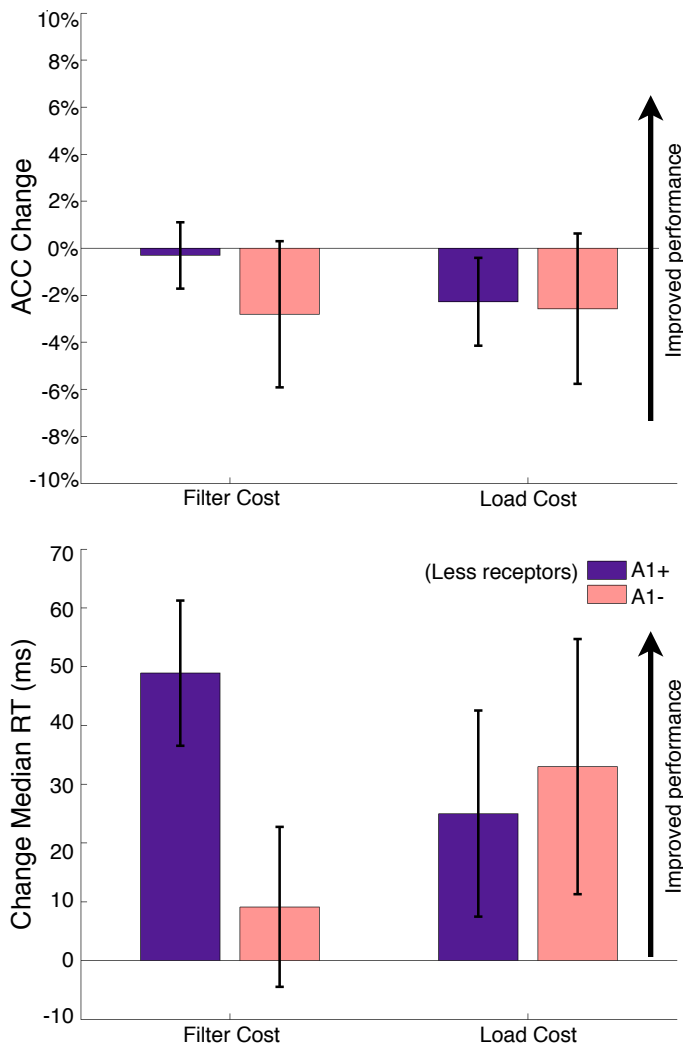 10%
8%
6%
4%
2%
0%
-2%
-4%
-6%
-8%
-10%
ACC Change
Improved performance
Filter Cost
Load Cost
70
60
50
40
30
20
10
0
-10
Change Median RT (ms)
(Less receptors) A1+
A1-
Improved performance
Filter Cost
Load Cost